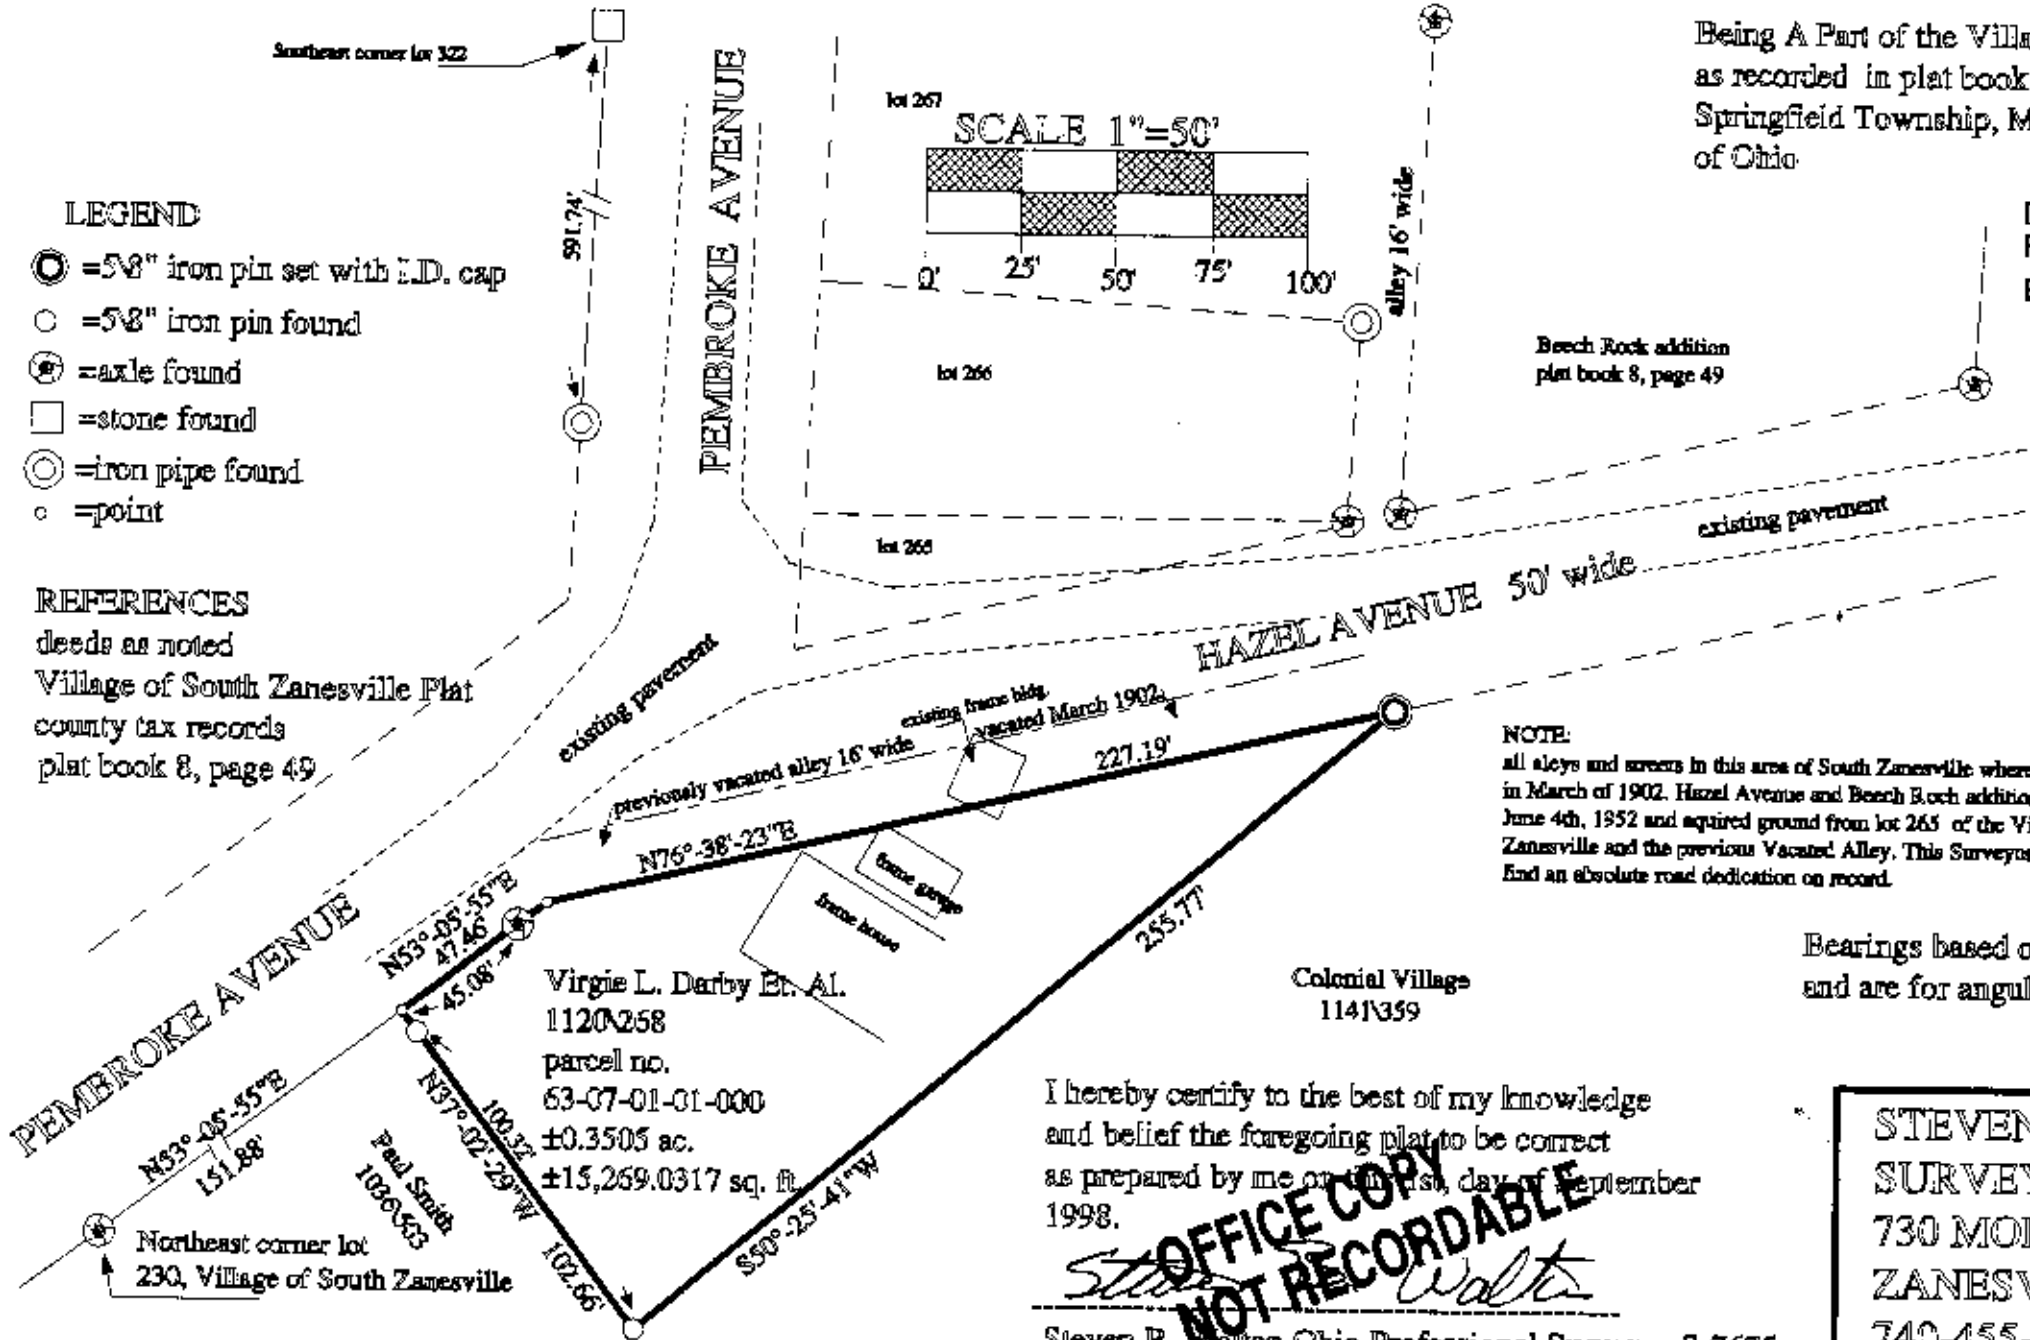 Southeast corner lot 322
591.74'
PEMBROKE AVENUE
lot 267
SCALE 1"=50'
0' 25' 50' 75' 100'
alley 16' wide
Being A Part of the Villa
as recorded in plat book
Springfield Township, M
of Ohio
LEGEND
=5\8" iron pin set with I.D. cap
=5\8" iron pin found
=axle found
=stone found
=iron pipe found
=point
lot 266
Beech Rock addition
plat book 8, page 49
lot 265
existing pavement
HAZEL AVENUE 50' wide
REFERENCES
deeds as noted
Village of South Zanesville Plat
county tax records
plat book 8, page 49
existing pavement
existing frame bldg.
previously vacated alley 16' wide
vacated March 1902
227.19'
N76°-38'-23"E
NOTE:
all aleys and streets in this area of South Zanesville where
in March of 1902. Hazel Avenue and Beech Roch additio
June 4th, 1952 and aquired ground from lot 265 of the Vi
Zanesville and the previous Vacated Alley. This Surveyo
find an absolute road dedication on record.
frame garage
frame house
N53°-05'-55"E
47.46'
45.08'
255.77'
PEMBROKE AVENUE
Virgie L. Darby Et. Al.
1120\268
parcel no.
63-07-01-01-000
±0.3505 ac.
±15,269.0317 sq. ft.
Colonial Village
1141\359
Bearings based o
and are for angul
N53°-05'-55"E
151.88'
Paul Smith
1036\503
100.32'
N37°-02'-29"W
102.66'
S50°-25'-41"W
Northeast corner lot
230, Village of South Zanesville
I hereby certify to the best of my knowledge
and belief the foregoing plat to be correct
as prepared by me on this 1st, day of September
1998.
OFFICE COPY
NOT RECORDABLE
STEVEN
SURVEY
730 MO
ZANESV
740-455